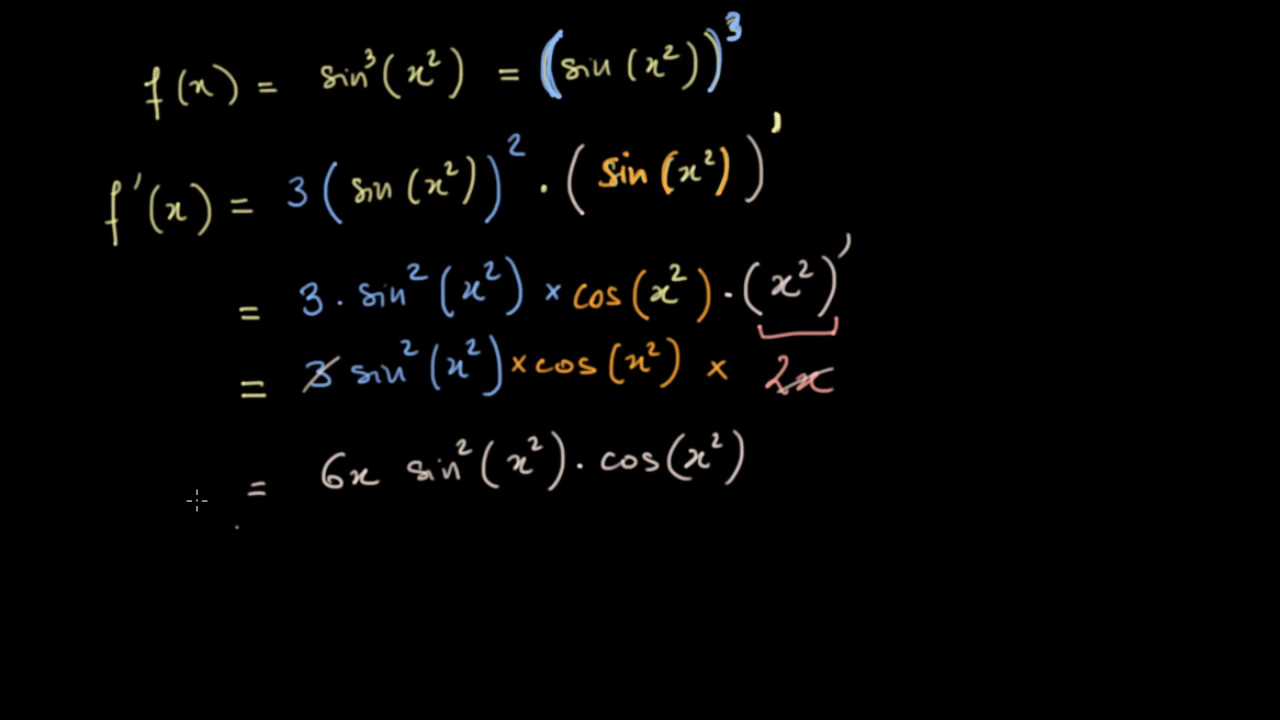 f(x) = sin³(x²) = (sin(x²))³
f'(x) = 3(sin(x²))² · (sin(x²))'
= 3 · sin²(x²) × cos(x²) · (x²)'
= 3 sin²(x²) × cos(x²) × 2x
= 6x sin²(x²) · cos(x²)